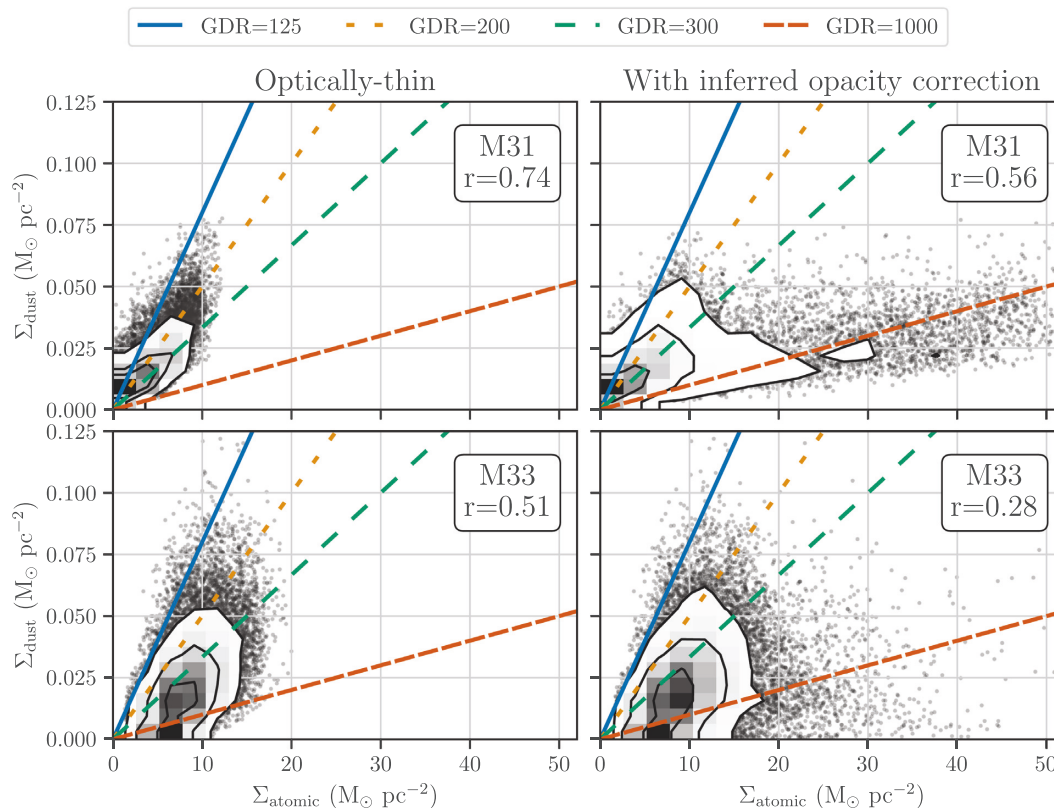 GDR=125 GDR=200 GDR=300 GDR=1000
Optically-thin With inferred opacity correction
0.125
0.100
0.075
0.050
0.025
0.000
Σdust (M⊙ pc−2)
M31
r=0.74
M31
r=0.56
0.125
0.100
0.075
0.050
0.025
0.000
Σdust (M⊙ pc−2)
M33
r=0.51
M33
r=0.28
0 10 20 30 40 50
0 10 20 30 40 50
Σatomic (M⊙ pc−2)
Σatomic (M⊙ pc−2)